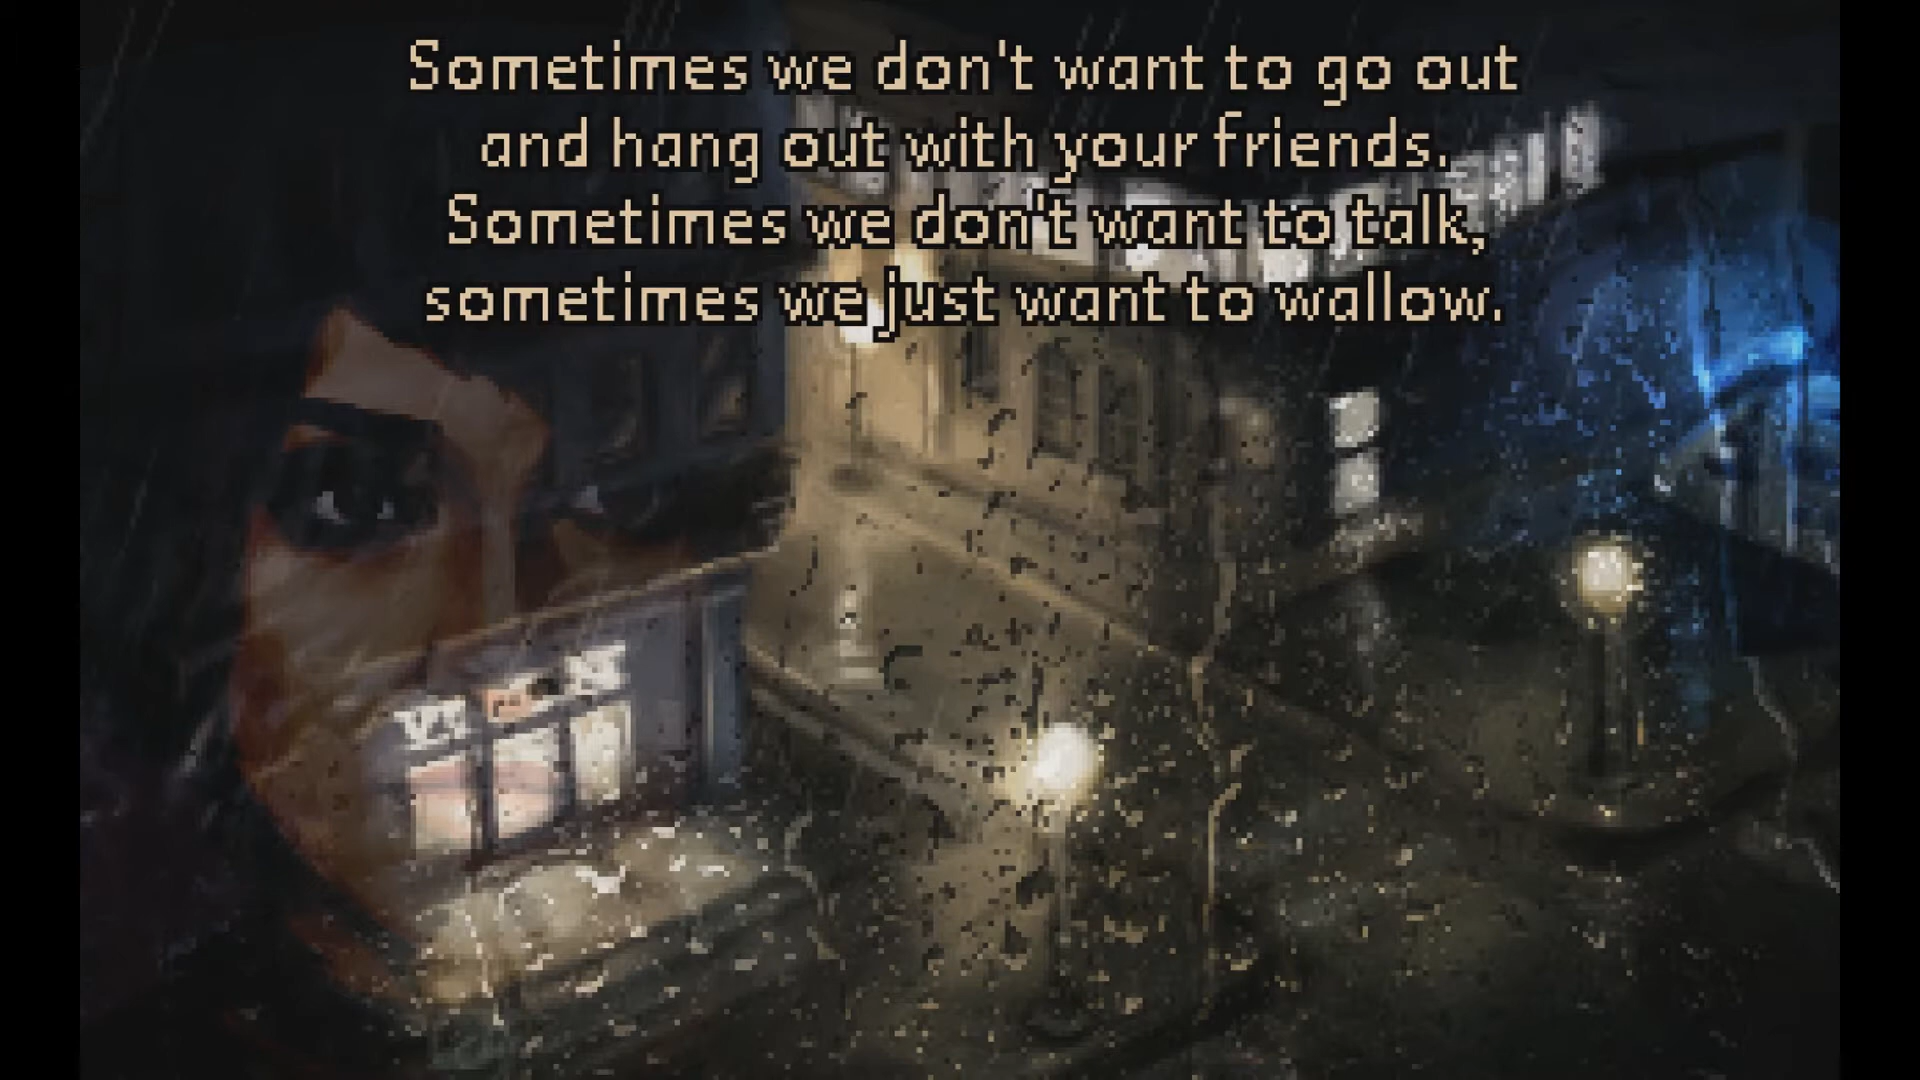 Sometimes we don't want to go out
and hang out with your friends.
Sometimes we don't want to talk,
sometimes we just want to wallow.